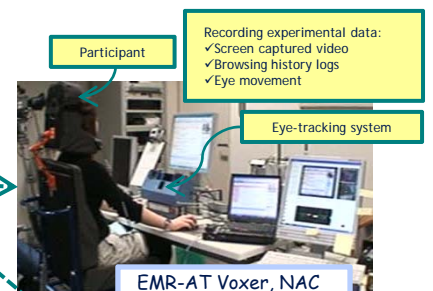 Recording experimental data:
✓Screen captured video
✓Browsing history logs
✓Eye movement
Participant
Eye-tracking system
EMR-AT Voxer, NAC